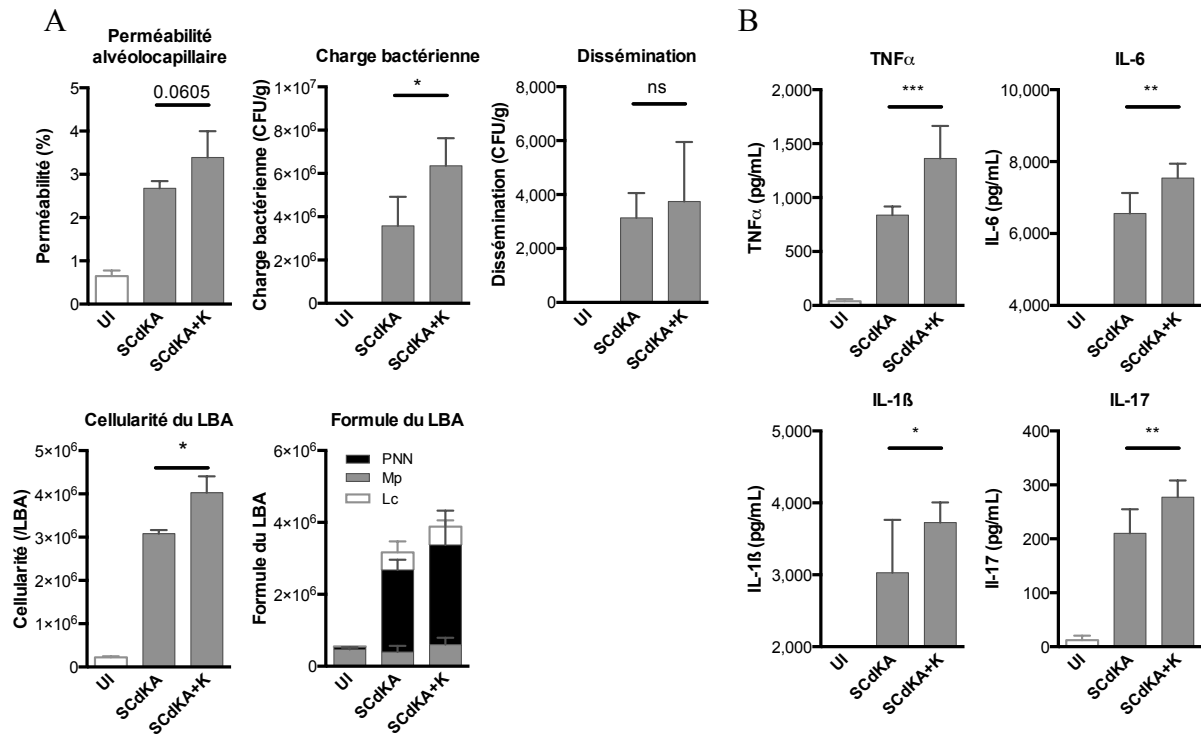 A
Perméabilité
alvéolocapillaire
Perméabilité (%)
5
4
3
2
1
0
0.0605
UI
SCdKA
SCdKA+K
Charge bactérienne
Charge bactérienne (CFU/g)
1×10⁷
8×10⁶
6×10⁶
4×10⁶
2×10⁶
0
*
UI
SCdKA
SCdKA+K
Dissémination
Dissémination (CFU/g)
8,000
6,000
4,000
2,000
0
ns
UI
SCdKA
SCdKA+K
Cellularité du LBA
Cellularité (/LBA)
5×10⁶
4×10⁶
3×10⁶
2×10⁶
1×10⁶
0
*
UI
SCdKA
SCdKA+K
Formule du LBA
Formule du LBA
6×10⁶
4×10⁶
2×10⁶
0
PNN
Mp
Lc
UI
SCdKA
SCdKA+K
B
TNFα
TNFα (pg/mL)
2,000
1,500
1,000
500
0
***
UI
SCdKA
SCdKA+K
IL-6
IL-6 (pg/mL)
10,000
8,000
6,000
4,000
**
UI
SCdKA
SCdKA+K
IL-1ß
IL-1ß (pg/mL)
5,000
4,000
3,000
2,000
*
UI
SCdKA
SCdKA+K
IL-17
Il-17 (pg/mL)
400
300
200
100
0
**
UI
SCdKA
SCdKA+K